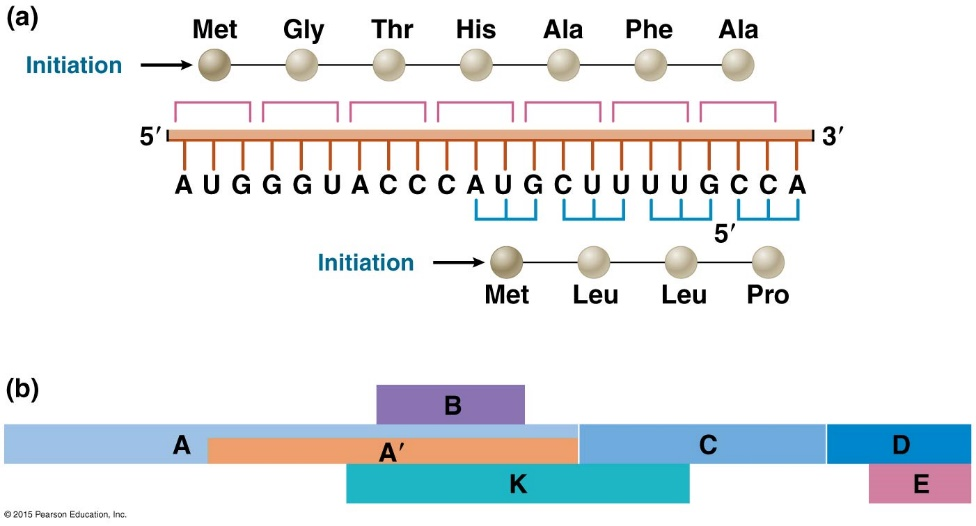 (a)
Met Gly Thr His Ala Phe Ala
Initiation
5′ 3′
A U G G G U A C C C A U G C U U U U G C C A
5′
Initiation
Met Leu Leu Pro
(b)
B
A A′ C D
K E
© 2015 Pearson Education, Inc.